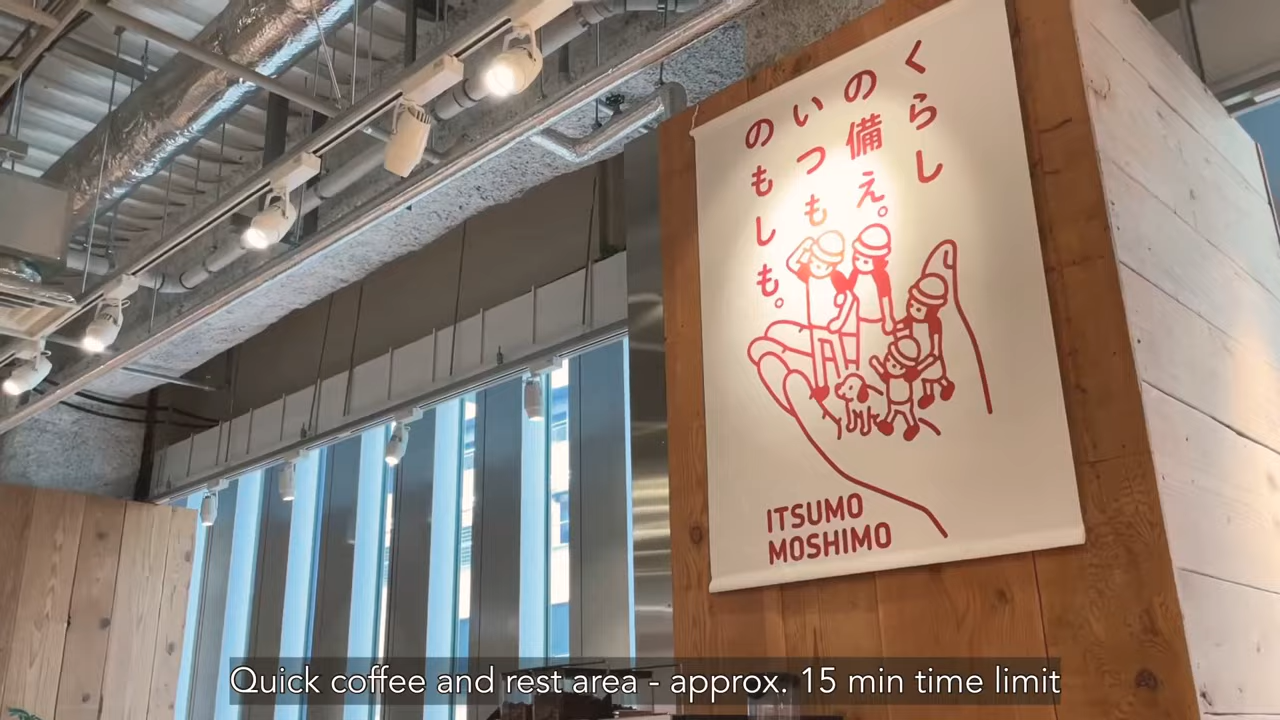 くらし
の備え。
いつも
のもしも。
ITSUMO
MOSHIMO
Quick coffee and rest area - approx. 15 min time limit